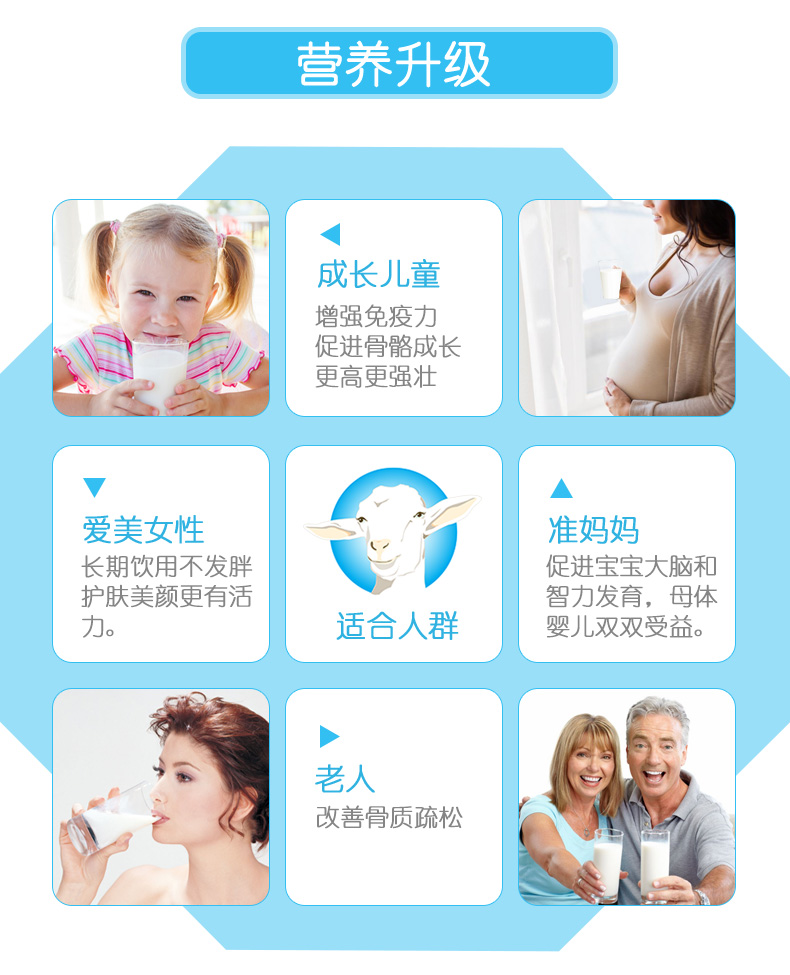 营养升级
成长儿童
增强免疫力
促进骨骼成长
更高更强壮
爱美女性
长期饮用不发胖
护肤美颜更有活
力。
适合人群
准妈妈
促进宝宝大脑和
智力发育，母体
婴儿双双受益。
老人
改善骨质疏松